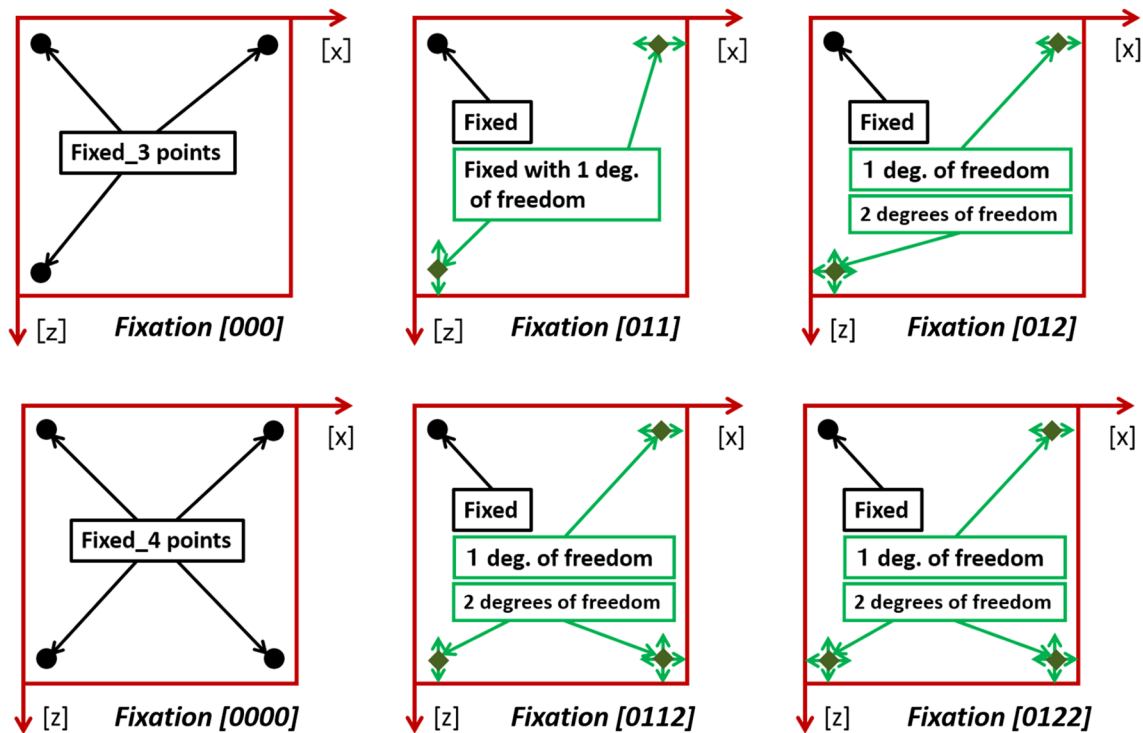 [x]
Fixed_3 points
[z]
Fixation [000]
[x]
Fixed
Fixed with 1 deg.
of freedom
[z]
Fixation [011]
[x]
Fixed
1 deg. of freedom
2 degrees of freedom
[z]
Fixation [012]
[x]
Fixed_4 points
[z]
Fixation [0000]
[x]
Fixed
1 deg. of freedom
2 degrees of freedom
[z]
Fixation [0112]
[x]
Fixed
1 deg. of freedom
2 degrees of freedom
[z]
Fixation [0122]